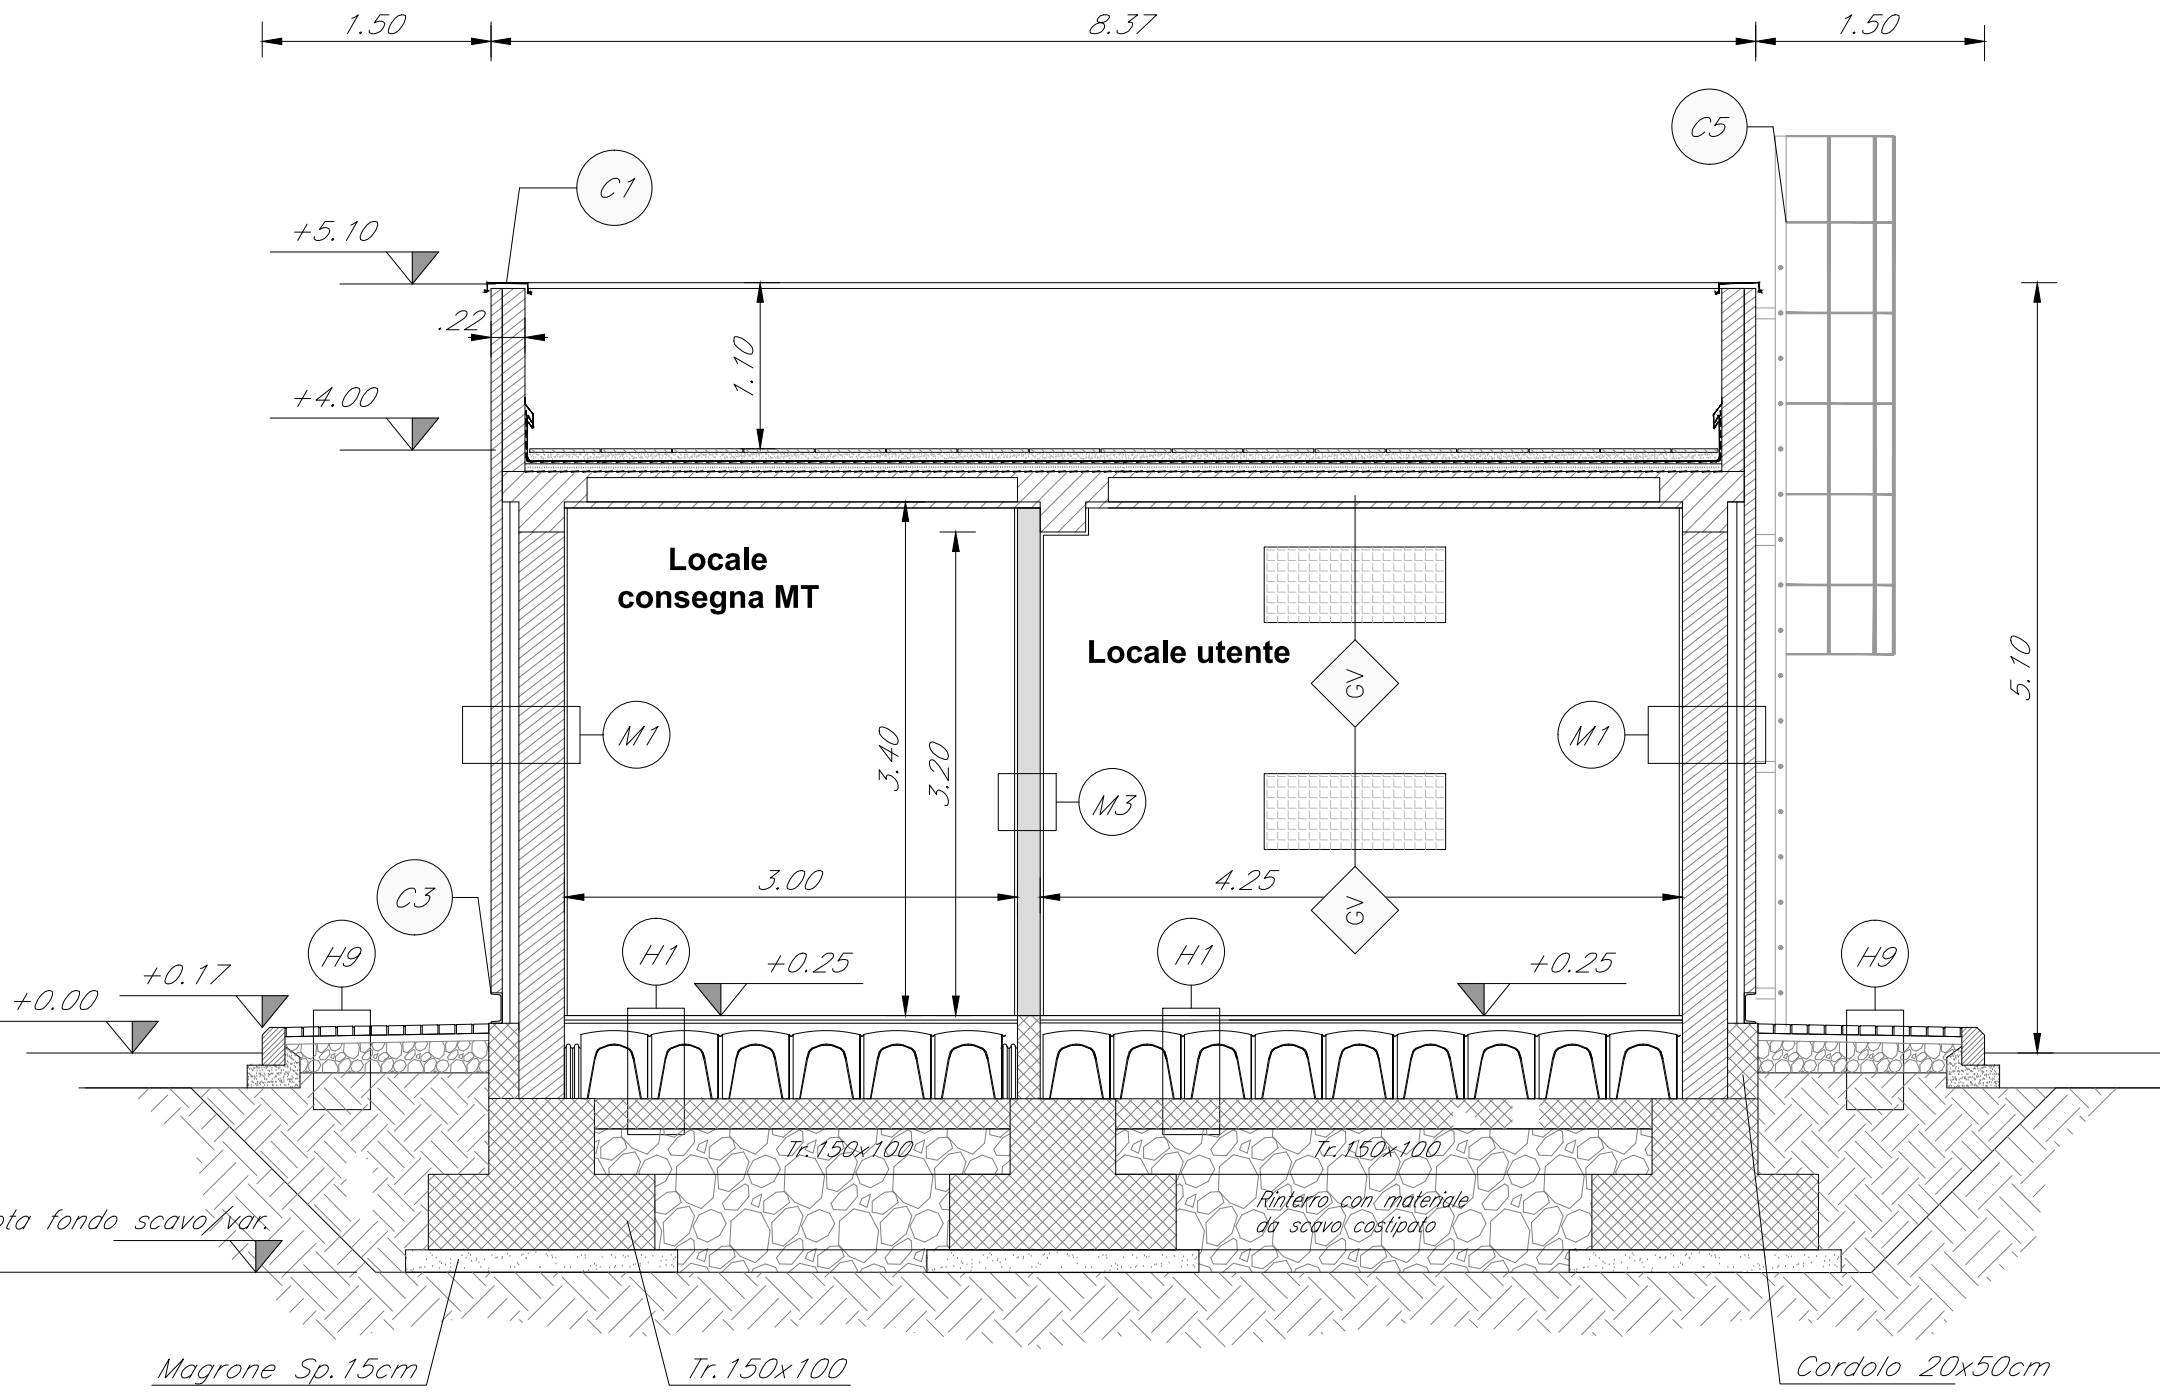 1.50
8.37
1.50
C5
C1
+5.10
.22
1.10
+4.00
Locale
consegna MT
Locale utente
GV
5.10
M1
M1
3.40
3.20
M3
3.00
4.25
C3
GV
H9
H1
H1
H9
+0.17
+0.25
+0.25
+0.00
Tr.150x100
Tr.150x100
Rinterro con materiale
da scavo costipato
fondo scavo/var.
Magrone Sp.15cm
Tr.150x100
Cordolo 20x50cm